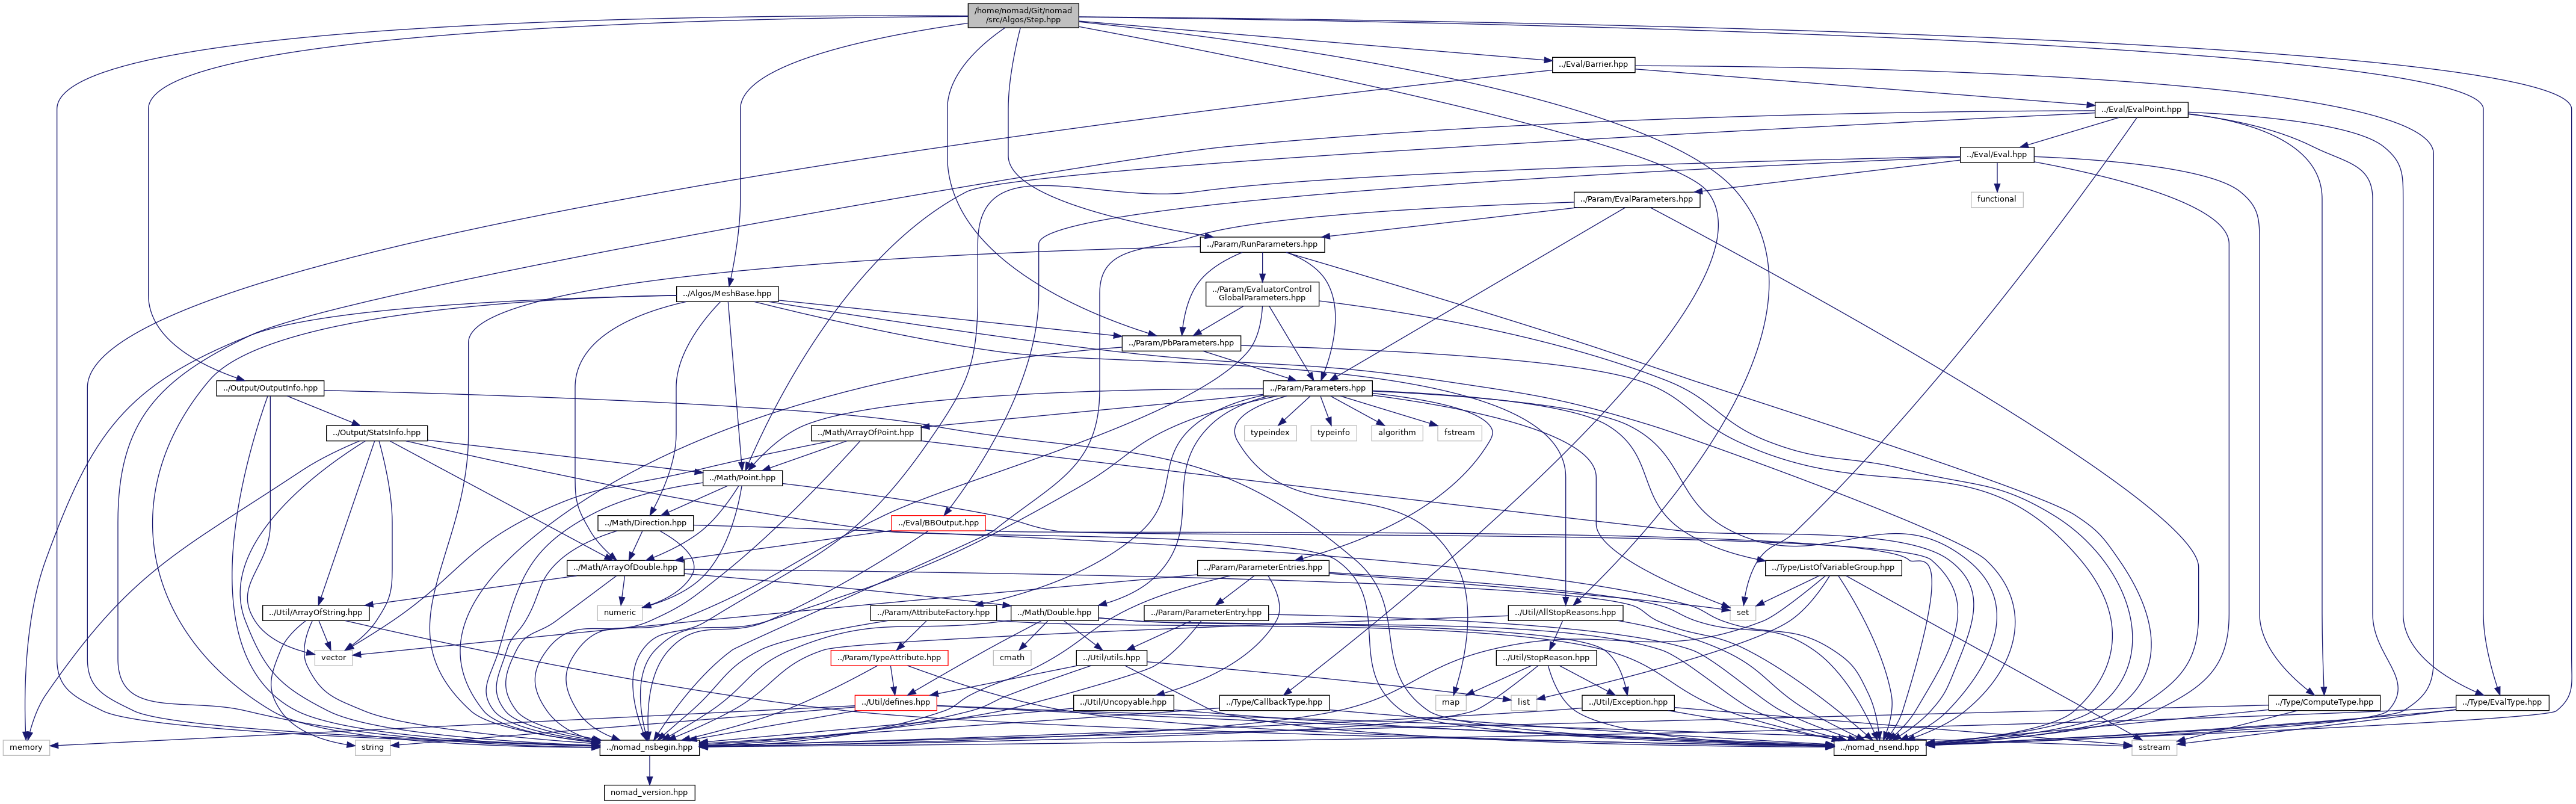 /home/nomad/Git/nomad
/src/Algos/Step.hpp
../Eval/Barrier.hpp
../Eval/EvalPoint.hpp
../Eval/Eval.hpp
../Param/EvalParameters.hpp
functional
../Param/RunParameters.hpp
../Algos/MeshBase.hpp
../Param/EvaluatorControl
GlobalParameters.hpp
../Param/PbParameters.hpp
../Output/OutputInfo.hpp
../Param/Parameters.hpp
../Output/StatsInfo.hpp
../Math/ArrayOfPoint.hpp
typeindex
typeinfo
algorithm
fstream
../Math/Point.hpp
../Math/Direction.hpp
../Eval/BBOutput.hpp
../Math/ArrayOfDouble.hpp
../Param/ParameterEntries.hpp
../Type/ListOfVariableGroup.hpp
../Util/ArrayOfString.hpp
numeric
../Param/AttributeFactory.hpp
../Math/Double.hpp
../Param/ParameterEntry.hpp
../Util/AllStopReasons.hpp
set
vector
../Param/TypeAttribute.hpp
cmath
../Util/utils.hpp
../Util/StopReason.hpp
../Util/defines.hpp
../Util/Uncopyable.hpp
../Type/CallbackType.hpp
map
list
../Util/Exception.hpp
../Type/ComputeType.hpp
../Type/EvalType.hpp
memory
string
../nomad_nsbegin.hpp
../nomad_nsend.hpp
sstream
nomad_version.hpp